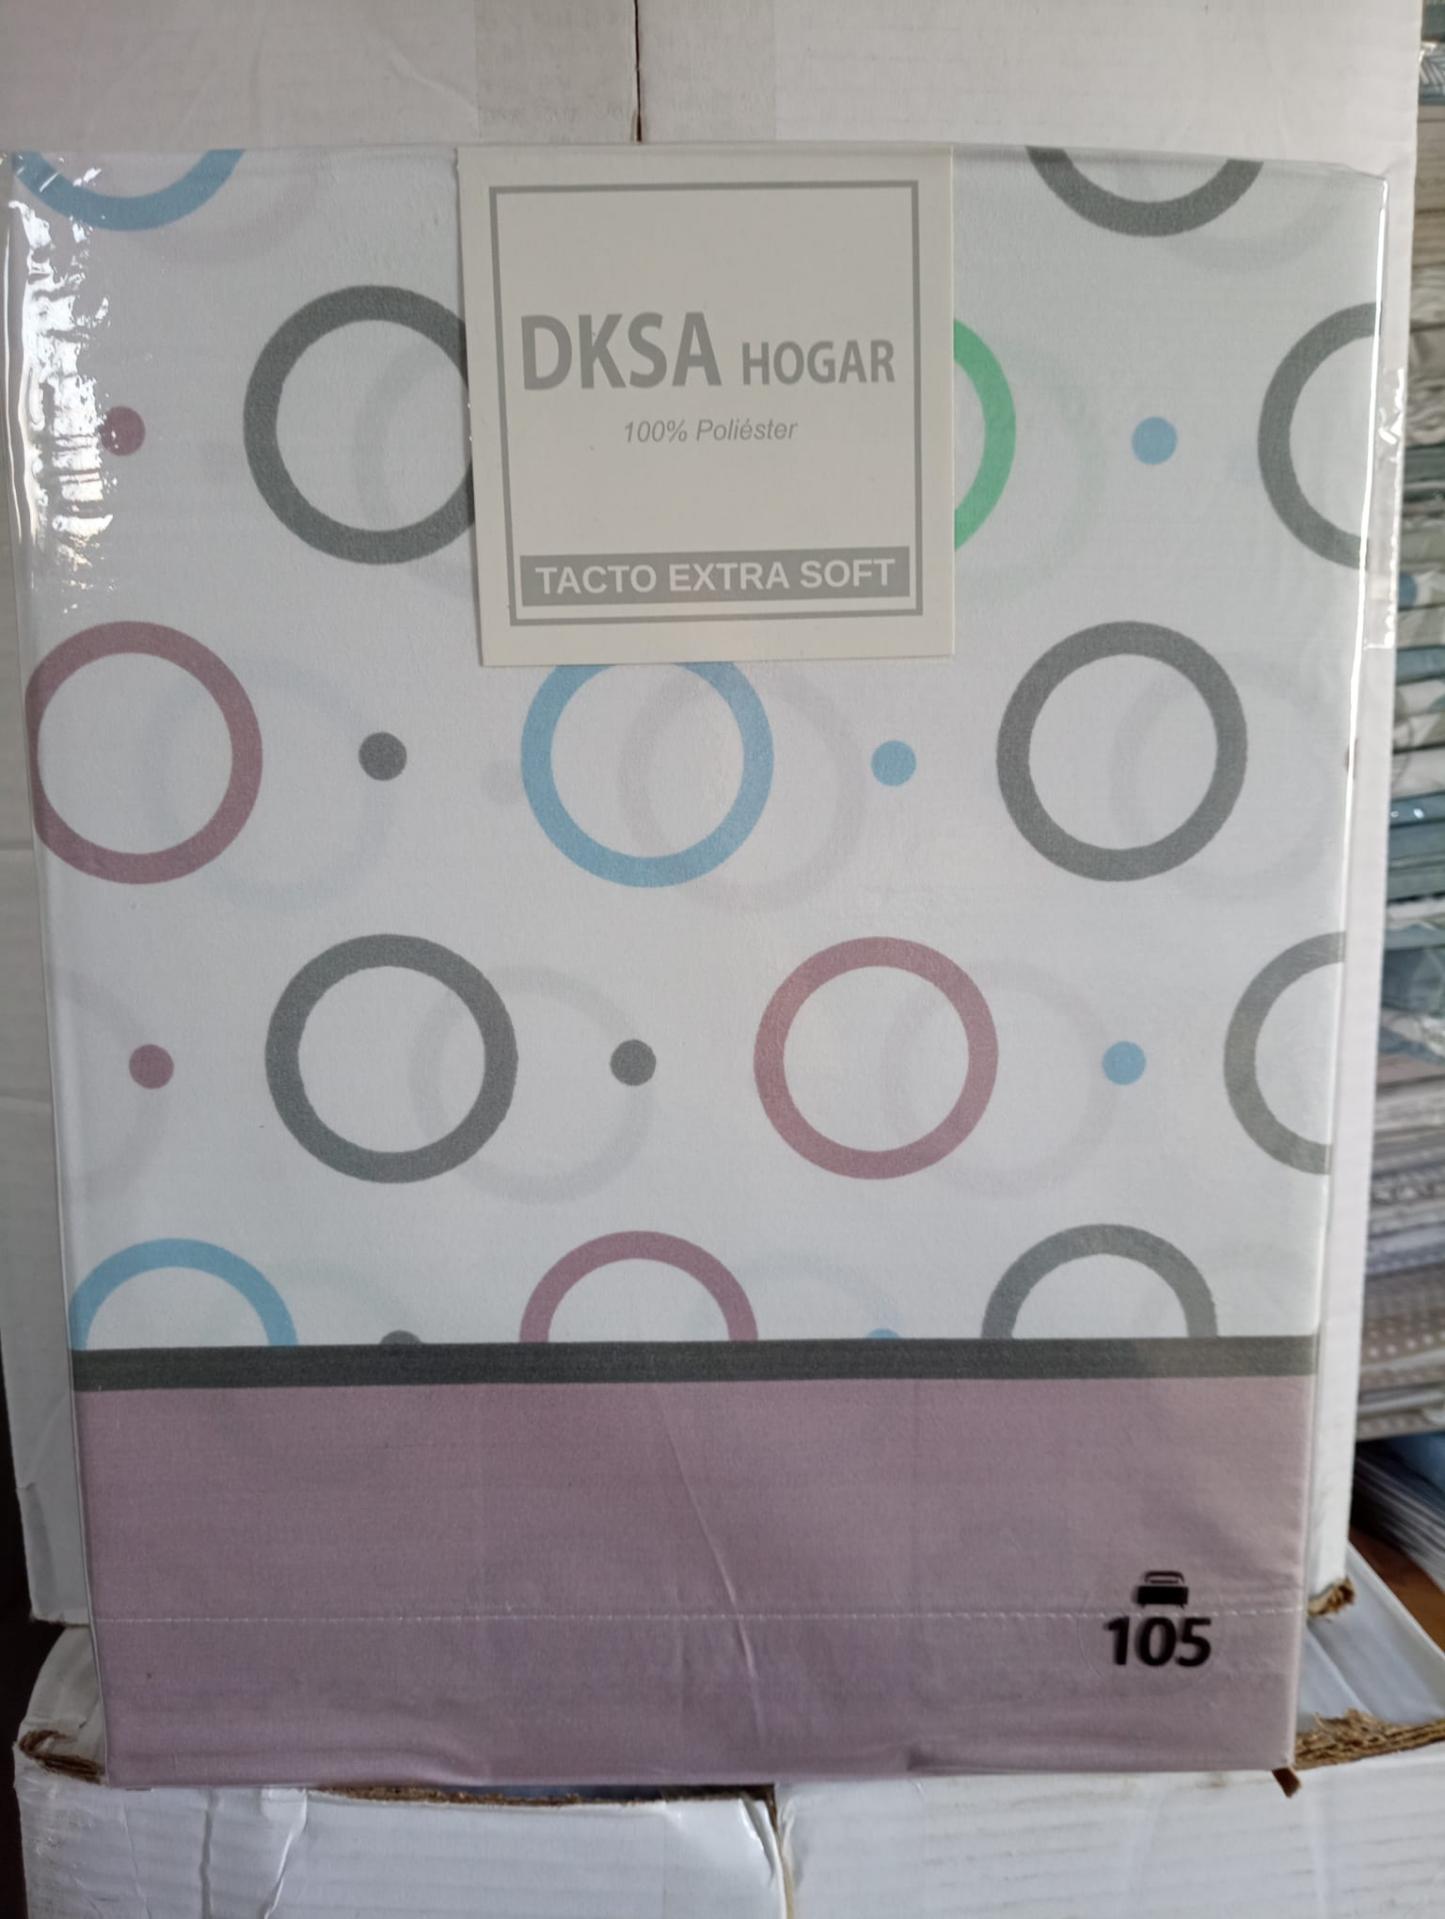 DKSA HOGAR
100% Poliéster
TACTO EXTRA SOFT
105